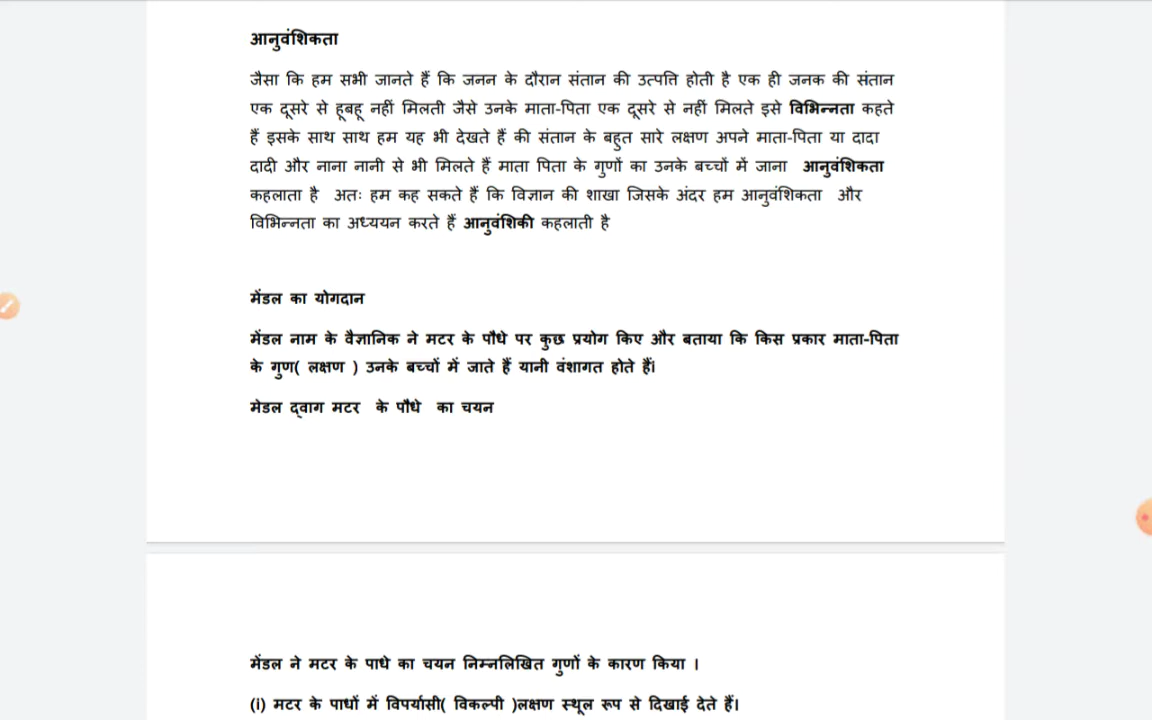 आनुवंशिकता
जैसा कि हम सभी जानते हैं कि जनन के दौरान संतान की उत्पत्ति होती है एक ही जनक की संतान
एक दूसरे से हूबहू नहीं मिलती जैसे उनके माता-पिता एक दूसरे से नहीं मिलते इसे विभिन्नता कहते
हैं इसके साथ साथ हम यह भी देखते हैं की संतान के बहुत सारे लक्षण अपने माता-पिता या दादा
दादी और नाना नानी से भी मिलते हैं माता पिता के गुणों का उनके बच्चों में जाना आनुवंशिकता
कहलाता है अतः हम कह सकते हैं कि विज्ञान की शाखा जिसके अंदर हम आनुवंशिकता और
विभिन्नता का अध्ययन करते हैं आनुवंशिकी कहलाती है
मेंडल का योगदान
मेंडल नाम के वैज्ञानिक ने मटर के पौधे पर कुछ प्रयोग किए और बताया कि किस प्रकार माता-पिता
के गुण( लक्षण ) उनके बच्चों में जाते हैं यानी वंशागत होते हैं।
मेडल द्वाग मटर के पौधे का चयन
मेंडल ने मटर के पाधे का चयन निम्नलिखित गुणों के कारण किया ।
(i) मटर के पाधों में विपर्यासी( विकल्पी )लक्षण स्थूल रूप से दिखाई देते हैं।